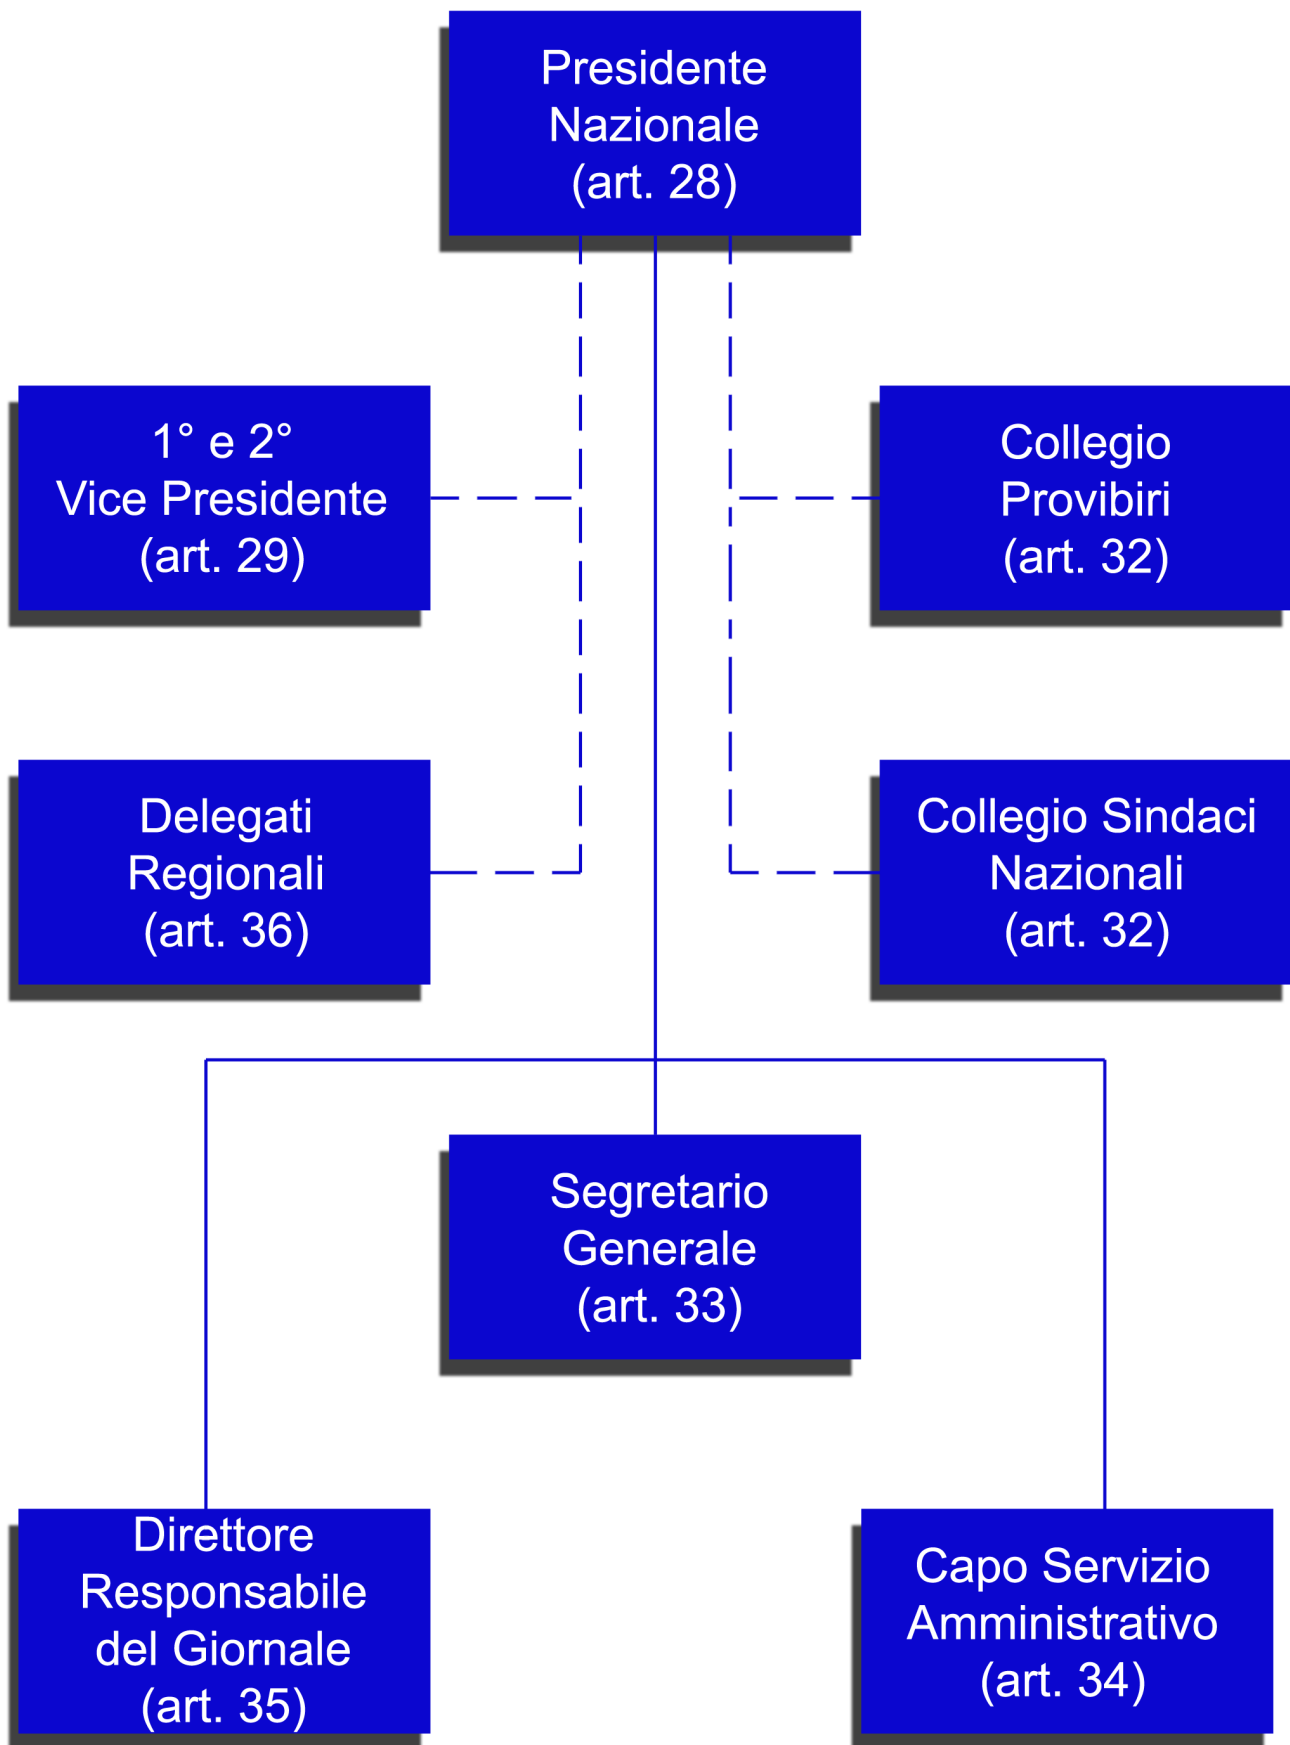 Presidente
Nazionale
(art. 28)
1° e 2°
Vice Presidente
(art. 29)
Collegio
Provibiri
(art. 32)
Delegati
Regionali
(art. 36)
Collegio Sindaci
Nazionali
(art. 32)
Segretario
Generale
(art. 33)
Direttore
Responsabile
del Giornale
(art. 35)
Capo Servizio
Amministrativo
(art. 34)